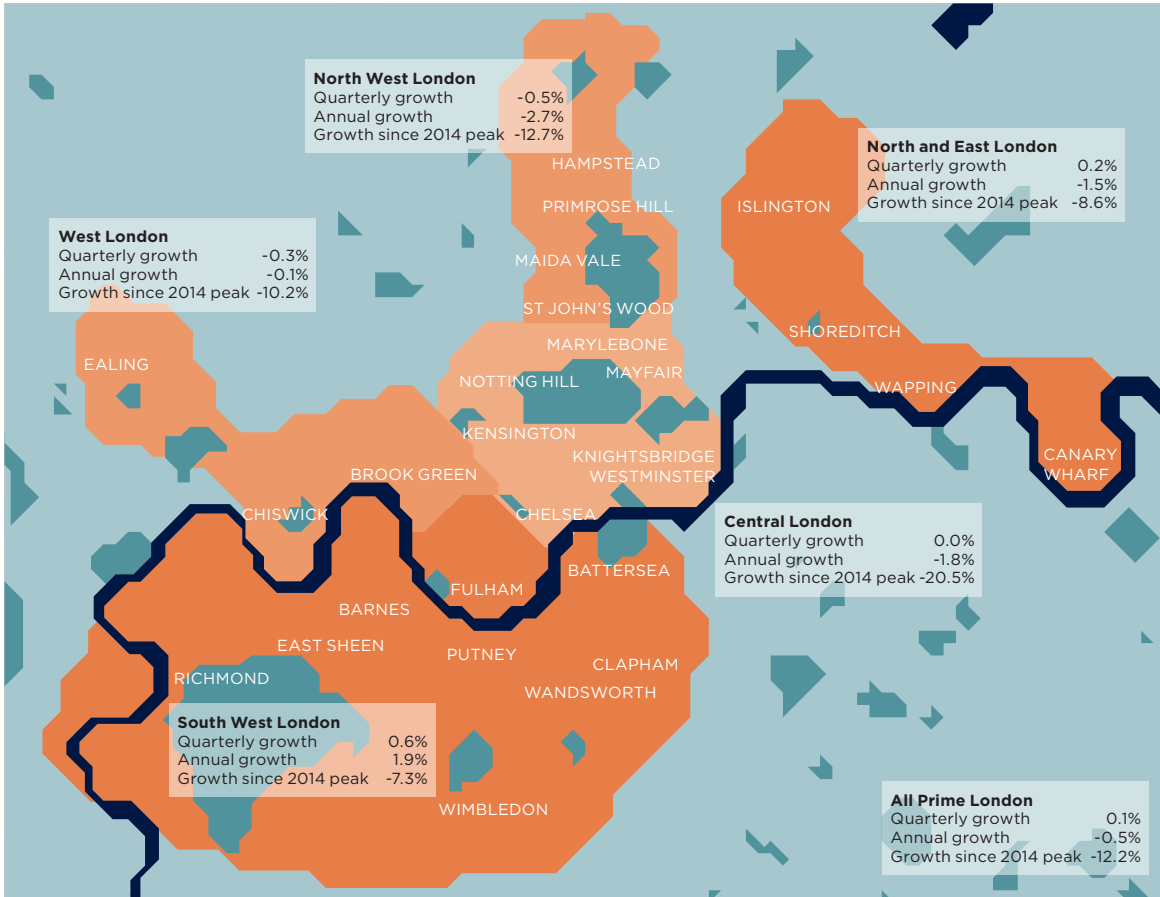 North West London
Quarterly growth -0.5%
Annual growth -2.7%
Growth since 2014 peak -12.7%
North and East London
Quarterly growth 0.2%
Annual growth -1.5%
Growth since 2014 peak -8.6%
West London
Quarterly growth -0.3%
Annual growth -0.1%
Growth since 2014 peak -10.2%
HAMPSTEAD
PRIMROSE HILL
ISLINGTON
MAIDA VALE
ST JOHN'S WOOD
SHOREDITCH
MARYLEBONE
EALING
MAYFAIR
NOTTING HILL
WAPPING
KENSINGTON
KNIGHTSBRIDGE
WESTMINSTER
CANARY
WHARF
BROOK GREEN
CHISWICK
CHELSEA
Central London
Quarterly growth 0.0%
Annual growth -1.8%
Growth since 2014 peak -20.5%
BATTERSEA
FULHAM
BARNES
EAST SHEEN
PUTNEY
CLAPHAM
RICHMOND
WANDSWORTH
South West London
Quarterly growth 0.6%
Annual growth 1.9%
Growth since 2014 peak -7.3%
WIMBLEDON
All Prime London
Quarterly growth 0.1%
Annual growth -0.5%
Growth since 2014 peak -12.2%